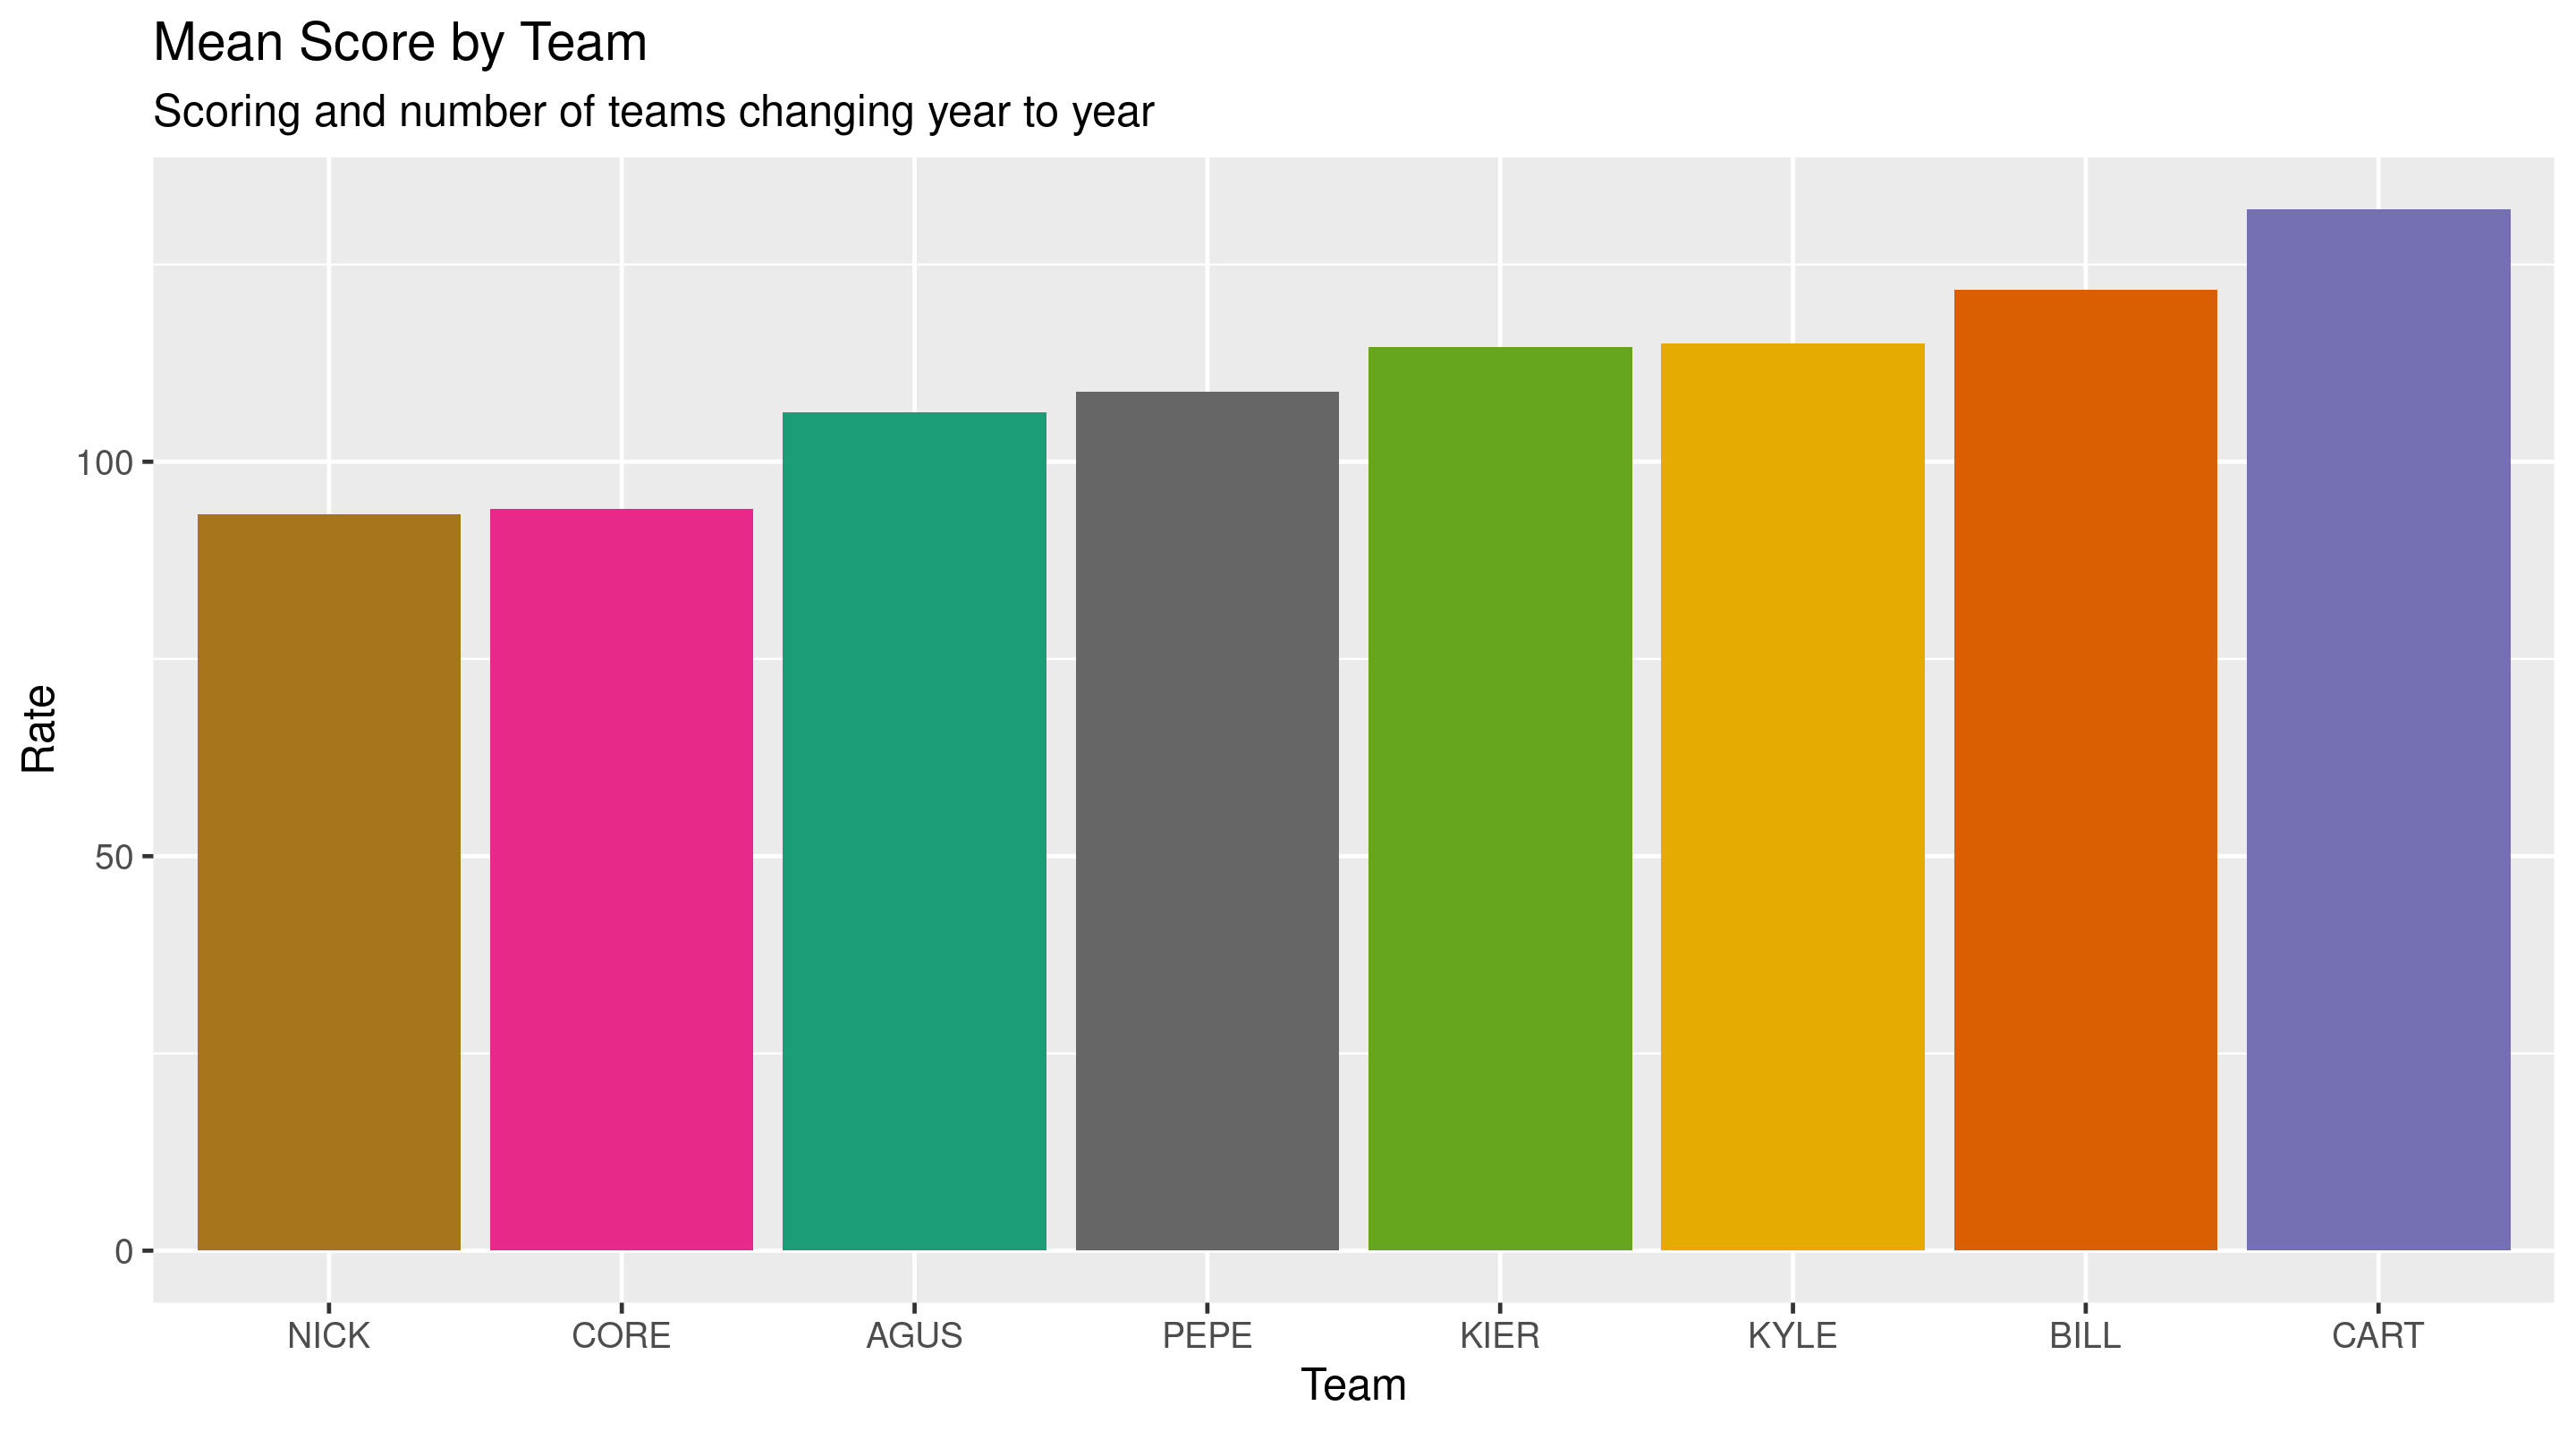 Mean Score by Team
Scoring and number of teams changing year to year
Rate
100
50
0
NICK CORE AGUS PEPE KIER KYLE BILL CART
Team